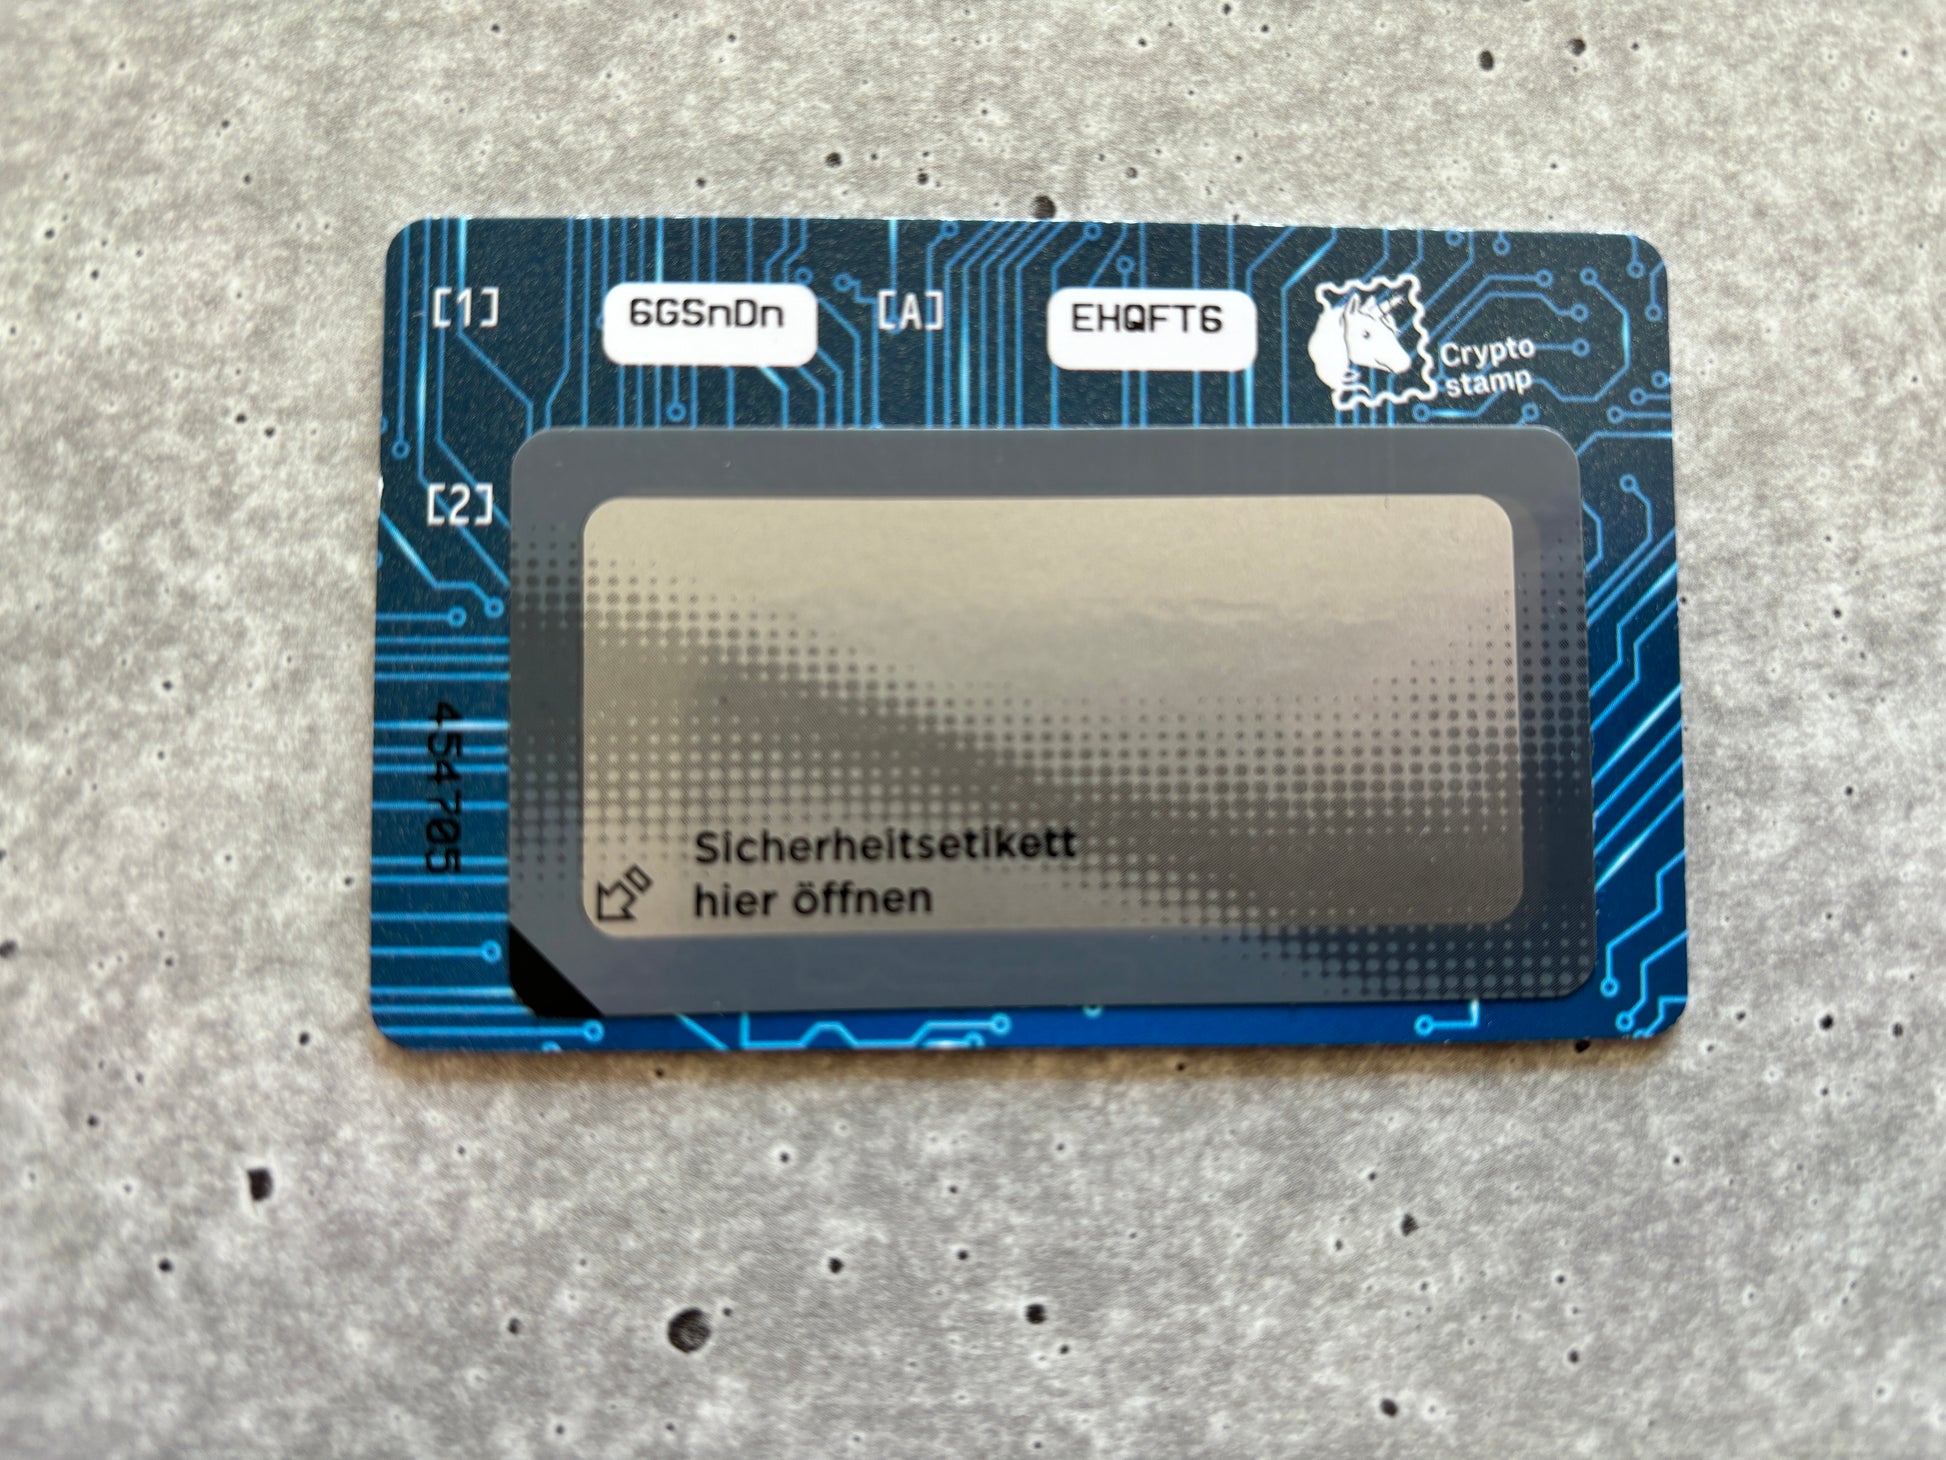 [1] 6GSnDn [A] EHQFT6
Crypto
stamp
[2]
454705
Sicherheitsetikett
hier öffnen